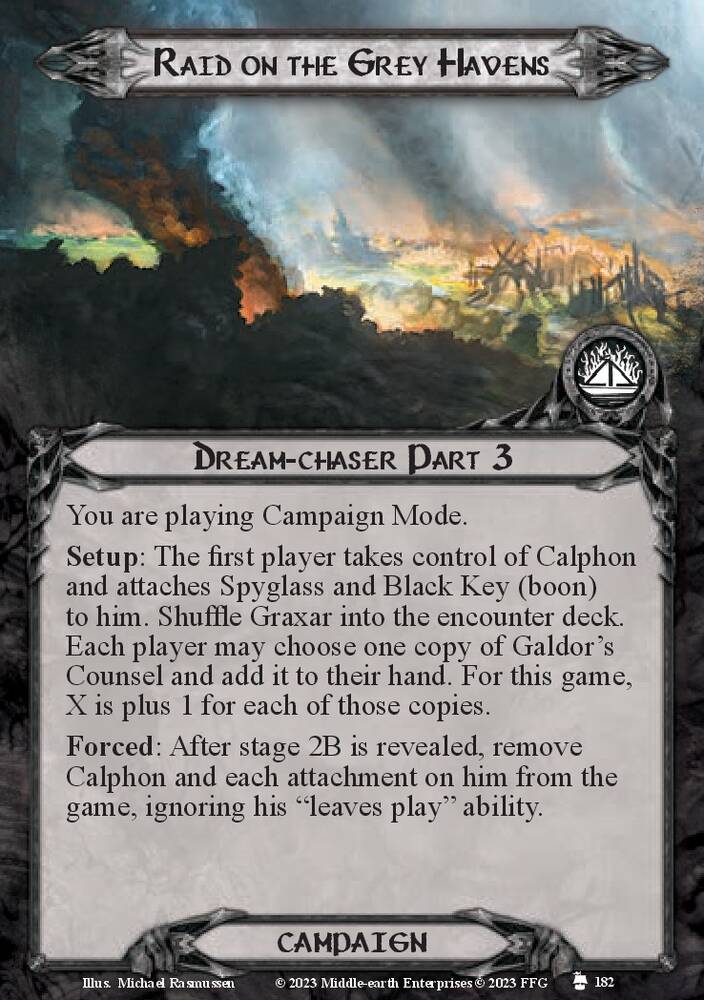 Raid on the Grey Havens
Dream-chaser Part 3
You are playing Campaign Mode.
Setup: The first player takes control of Calphon
and attaches Spyglass and Black Key (boon)
to him. Shuffle Graxar into the encounter deck.
Each player may choose one copy of Galdor’s
Counsel and add it to their hand. For this game,
X is plus 1 for each of those copies.
Forced: After stage 2B is revealed, remove
Calphon and each attachment on him from the
game, ignoring his “leaves play” ability.
CAMPAIGN
Illus. Michael Rasmussen © 2023 Middle-earth Enterprises © 2023 FFG 182